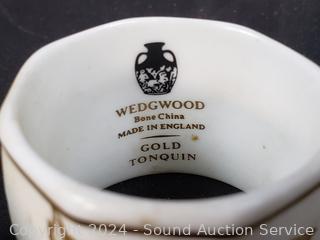 WEDGWOOD
Bone China
MADE IN ENGLAND
GOLD
TONQUIN
Copyright 2024 - Sound Auction Service